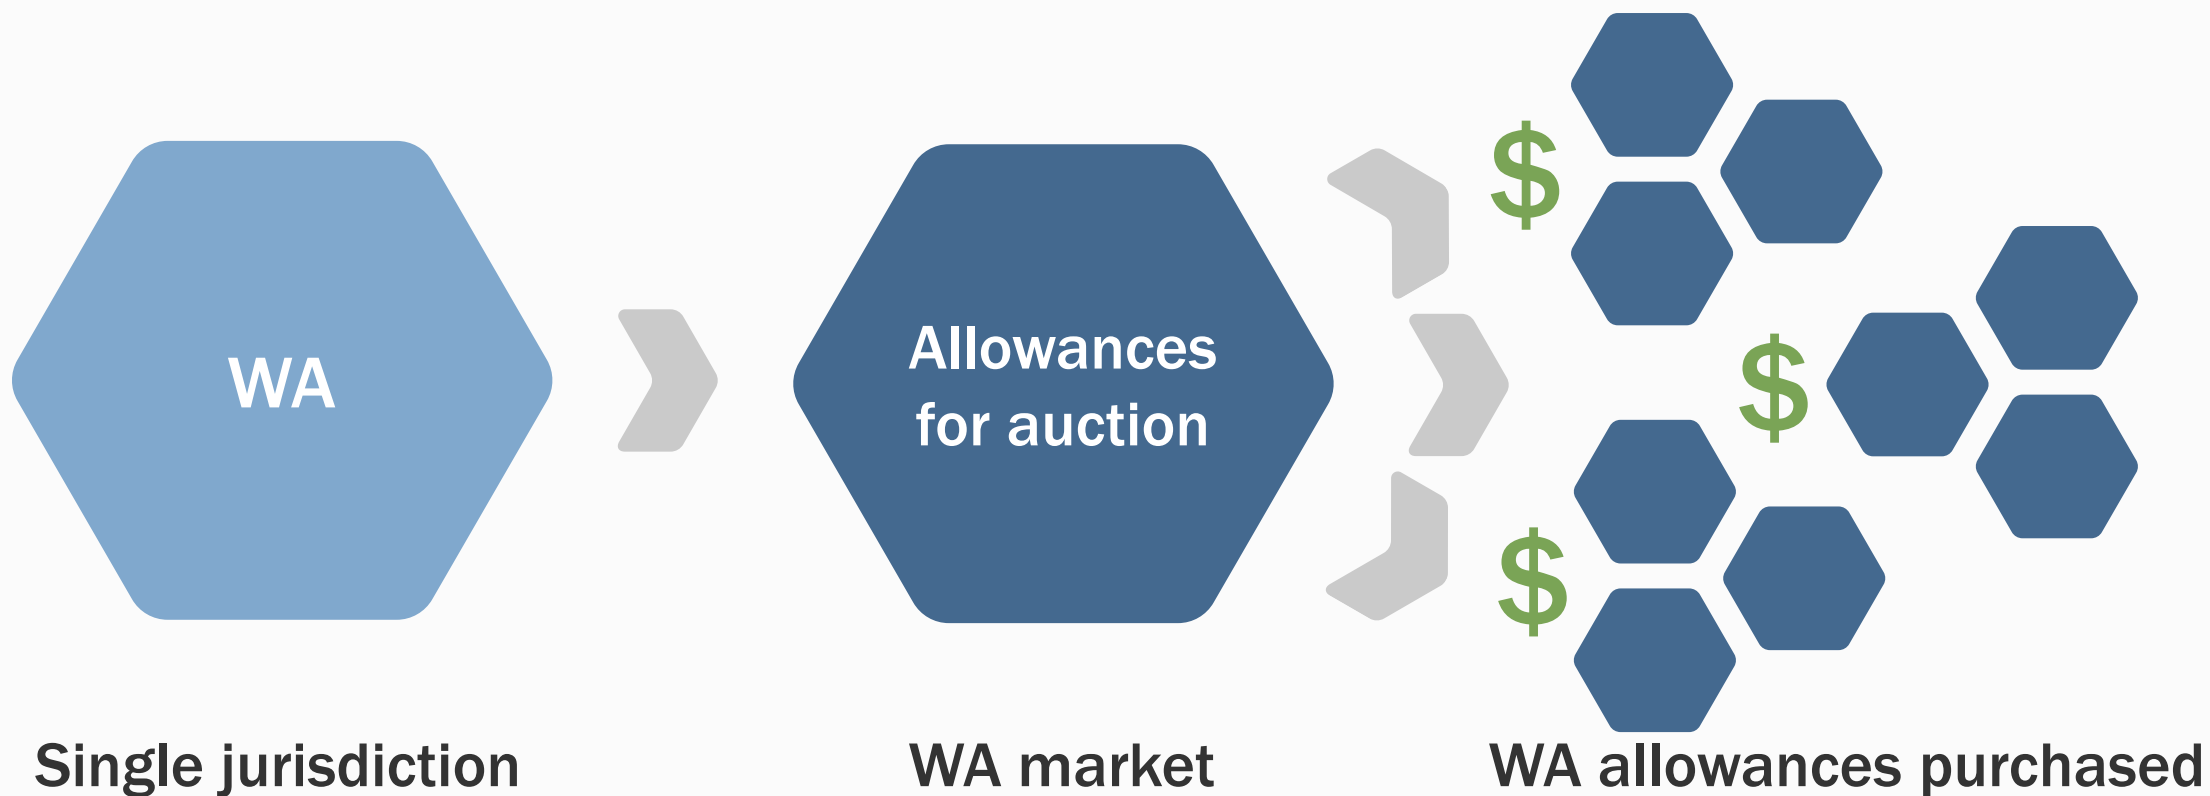 WA
Allowances
for auction
$
$
$
Single jurisdiction
WA market
WA allowances purchased